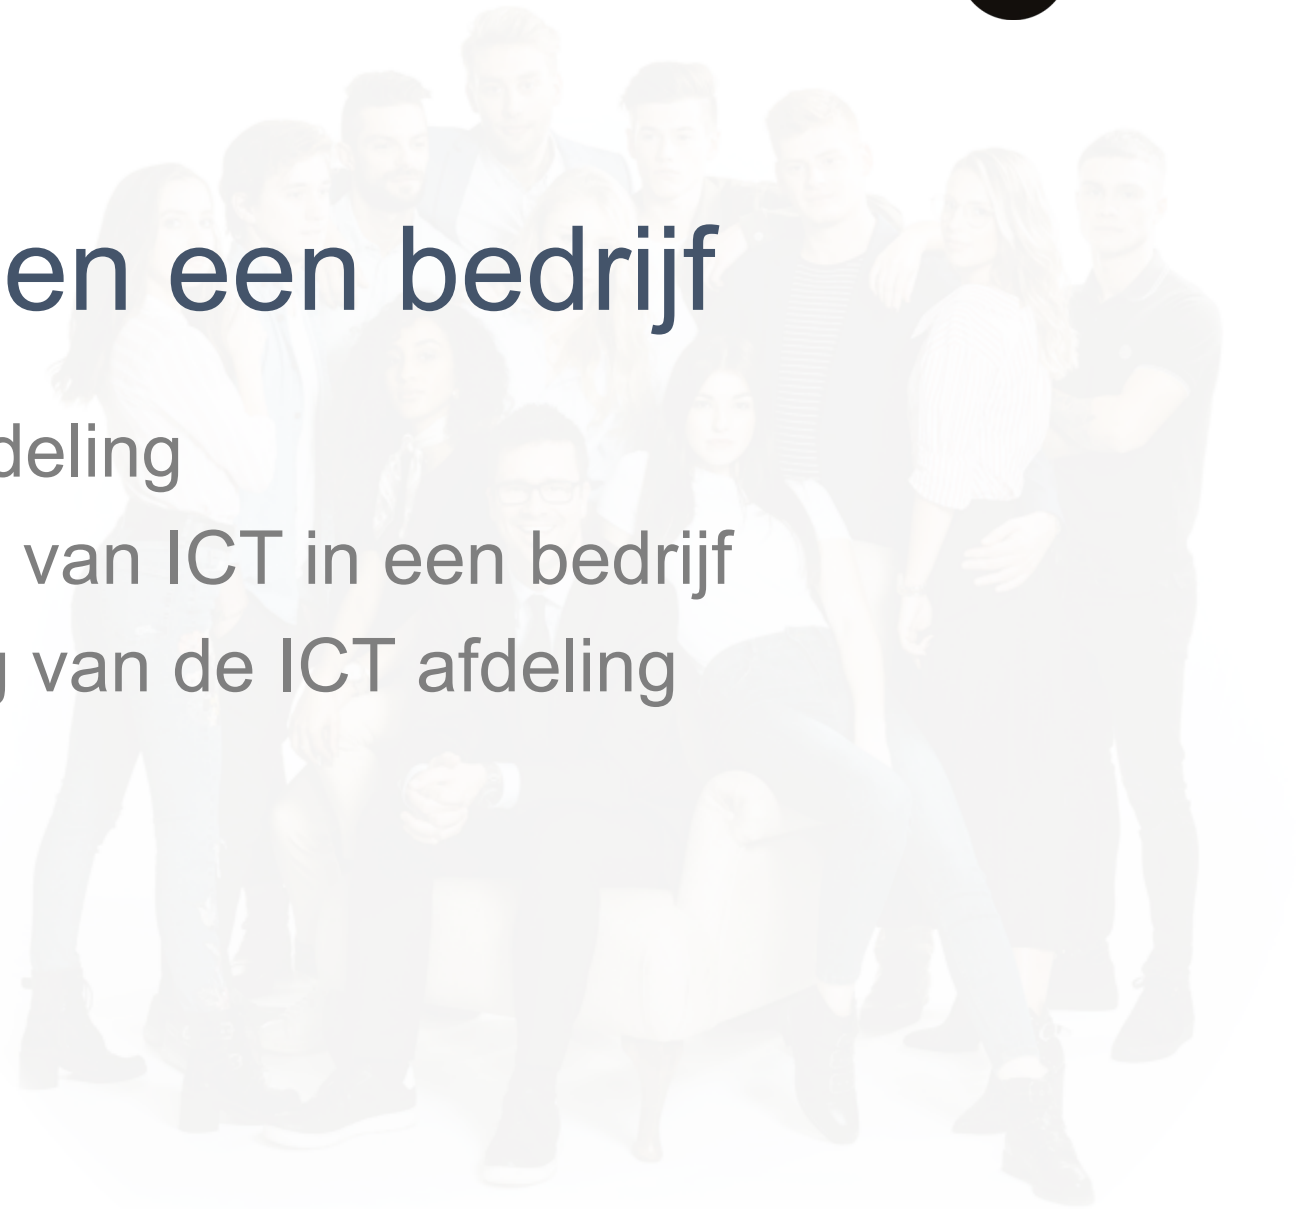 en een bedrijf
deling
van ICT in een bedrijf
g van de ICT afdeling